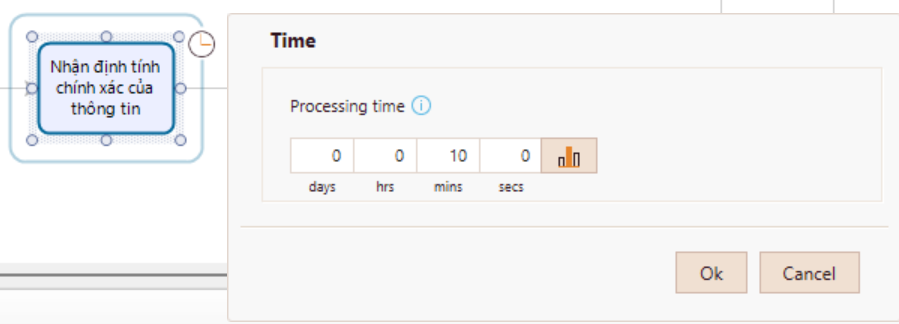 Nhận định tính
chính xác của
thông tin
Time
Processing time
0 0 10 0
days hrs mins secs
Ok Cancel